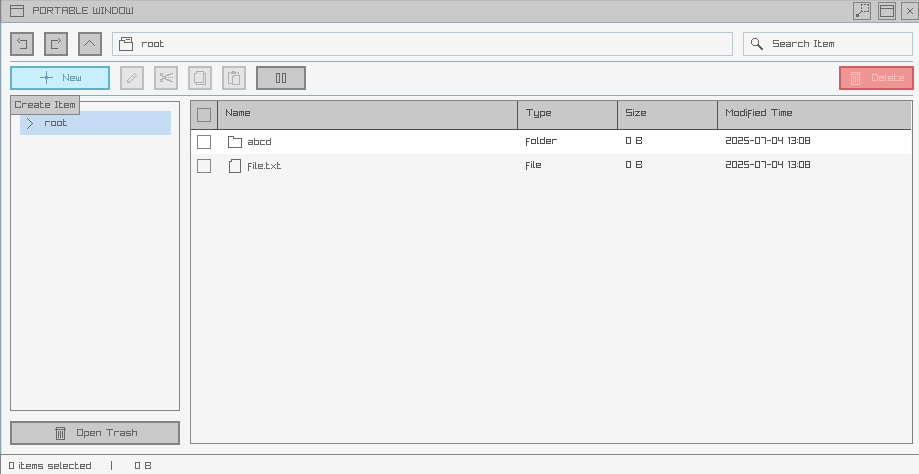 PORTABLE WINDOW
root
Search Item
New
Delete
Create Item
root
Name Type Size Modified Time
abcd Folder 0 B 2025-07-04 13:08
file.txt File 0 B 2025-07-04 13:08
Open Trash
0 items selected | 0 B